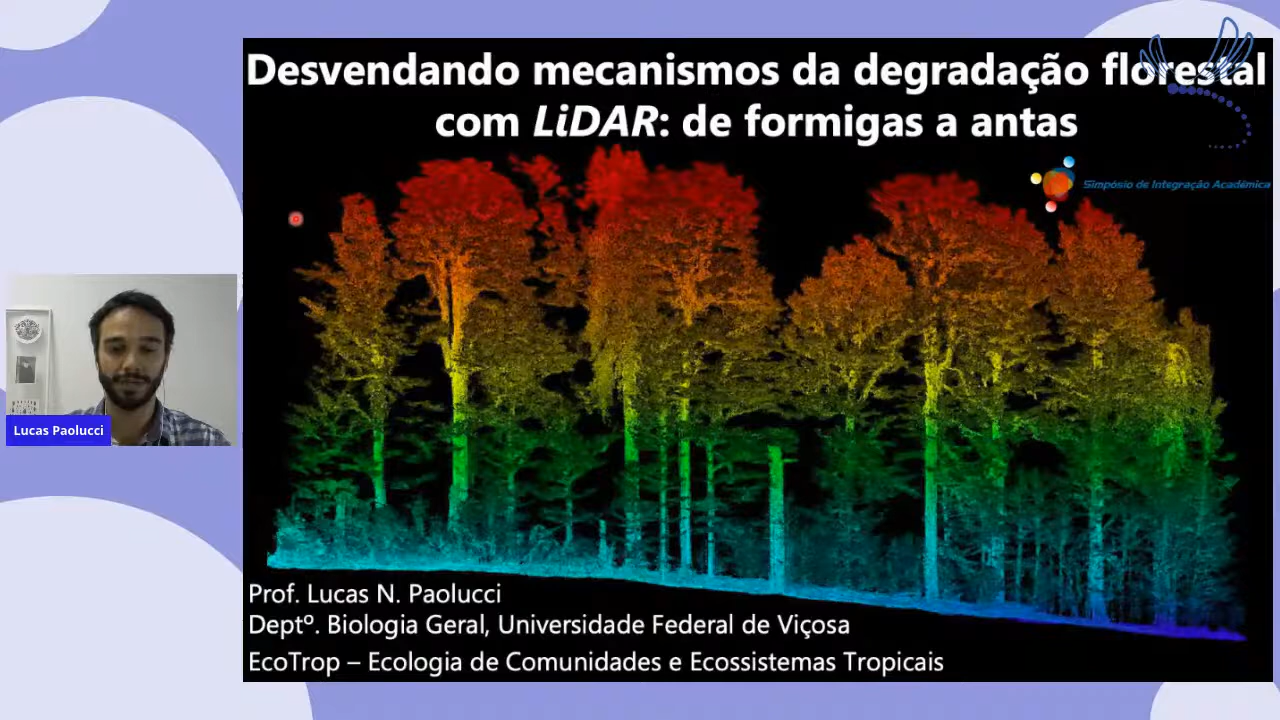 Desvendando mecanismos da degradação florestal
com LiDAR: de formigas a antas
Simpósio de Integração Acadêmica
Lucas Paolucci
Prof. Lucas N. Paolucci
Deptº. Biologia Geral, Universidade Federal de Viçosa
EcoTrop – Ecologia de Comunidades e Ecossistemas Tropicais